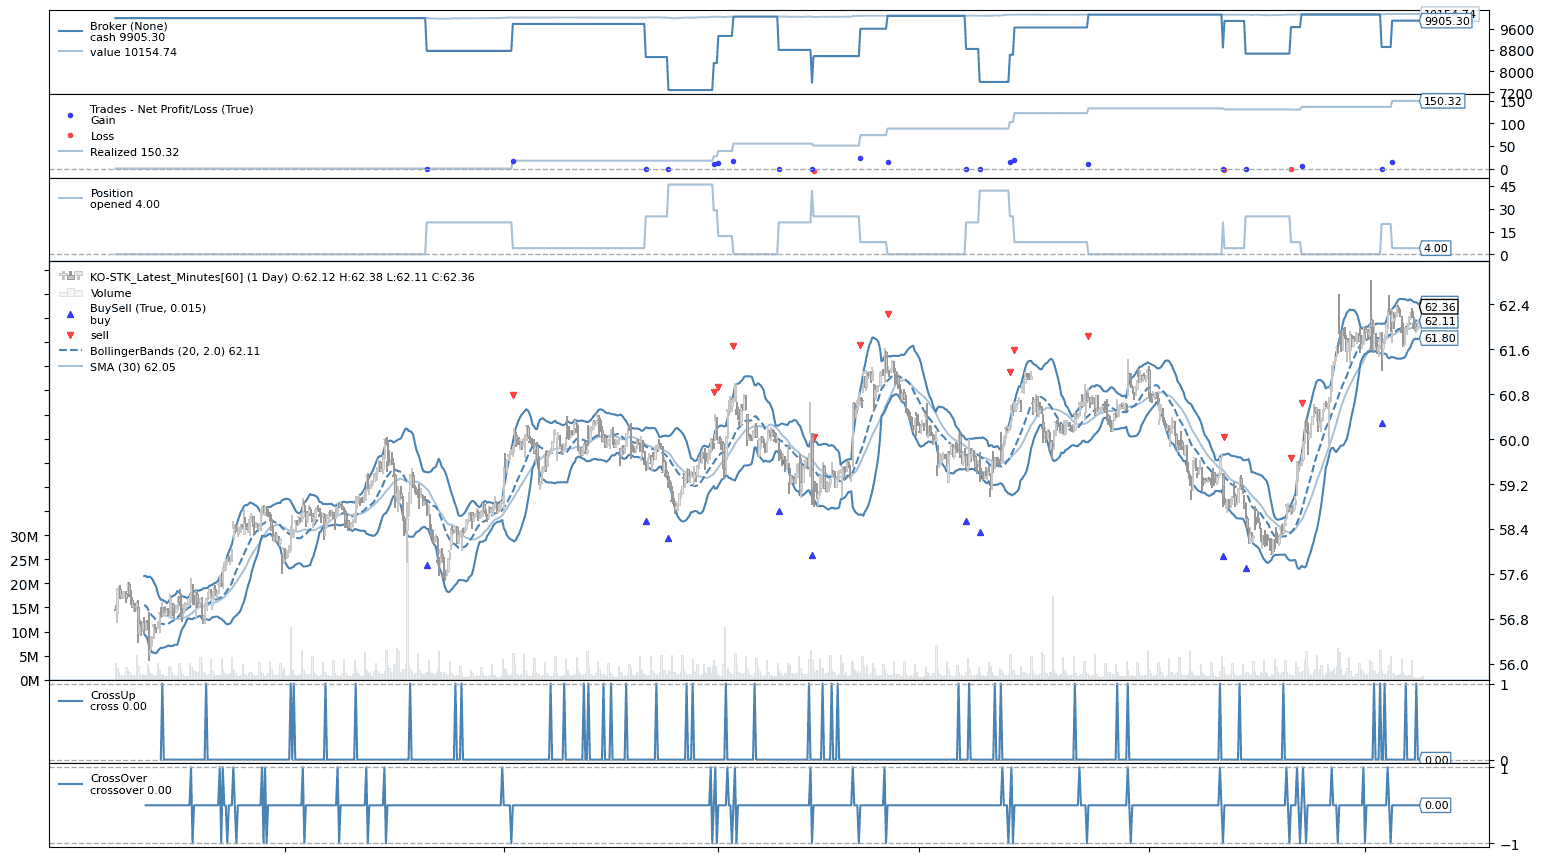 Broker (None)
cash 9905.30
value 10154.74
10154.74
9905.30
9600
8800
8000
7200
Trades - Net Profit/Loss (True)
Gain
Loss
Realized 150.32
150.32
150
100
50
0
Position
opened 4.00
45
30
15
4.00
0
KO-STK_Latest_Minutes[60] (1 Day) O:62.12 H:62.38 L:62.11 C:62.36
Volume
BuySell (True, 0.015)
buy
sell
BollingerBands (20, 2.0) 62.11
SMA (30) 62.05
62.36
62.11
61.80
62.4
61.6
60.8
60.0
59.2
58.4
57.6
56.8
56.0
30M
25M
20M
15M
10M
5M
0M
CrossUp
cross 0.00
1
0.00
0
CrossOver
crossover 0.00
1
0.00
−1